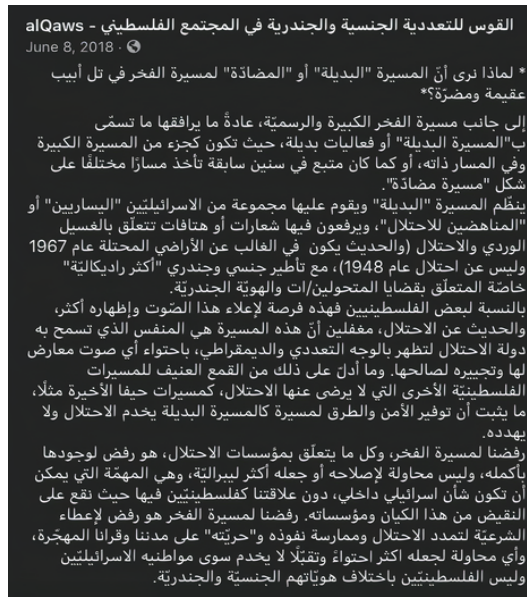 القوس للتعددية الجنسية والجندرية في المجتمع الفلسطيني - alQaws
June 8, 2018 ·
* لماذا نرى أنّ المسيرة "البديلة" أو "المضادّة" لمسيرة الفخر في تل أبيب
عقيمة ومضرّة؟*
إلى جانب مسيرة الفخر الكبيرة والرسميّة، عادةً ما يرافقها ما تسمّى
ب"المسيرة البديلة" أو فعاليات بديلة، حيث تكون كجزء من المسيرة الكبيرة
وفي المسار ذاته، أو كما كان متبع في سنين سابقة تأخذ مسارًا مختلفًا على
شكل "مسيرة مضادّة".
ينظّم المسيرة "البديلة" ويقوم عليها مجموعة من الاسرائيليّين "اليساريين" أو
"المناهضين للاحتلال"، ويرفعون فيها شعارات أو هتافات تتعلّق بالغسيل
الوردي والاحتلال (والحديث يكون في الغالب عن الأراضي المحتلة عام 1967
وليس عن احتلال عام 1948)، مع تأطير جنسي وجندري "أكثر راديكاليّة"
خاصّة المتعلّق بقضايا المتحولين/ات والهويّة الجندريّة.
بالنسبة لبعض الفلسطينيين فهذه فرصة لإعلاء هذا الصّوت وإظهاره أكثر،
والحديث عن الاحتلال، مغفلين أنّ هذه المسيرة هي المنفس الذي تسمح به
دولة الاحتلال لتظهر بالوجه التعددي والديمقراطي، باحتواء أي صوت معارض
لها وتجييره لصالحها. وما أدلّ على ذلك من القمع العنيف للمسيرات
الفلسطينيّة الأخرى التي لا يرضى عنها الاحتلال، كمسيرات حيفا الأخيرة مثلًا،
ما يثبت أن توفير الأمن والطرق لمسيرة كالمسيرة البديلة يخدم الاحتلال ولا
يهدده.
رفضنا لمسيرة الفخر، وكل ما يتعلّق بمؤسسات الاحتلال، هو رفض لوجودها
بأكمله، وليس محاولة لإصلاحه أو جعله أكثر ليبراليّة، وهي المهمّة التي يمكن
أن تكون شأن اسرائيلي داخلي، دون علاقتنا كفلسطينيّين فيها حيث نقع على
النقيض من هذا الكيان ومؤسساته. رفضنا لمسيرة الفخر هو رفض لإعطاء
الشرعيّة لتمدد الاحتلال وممارسة نفوذه و"حريّته" على مدننا وقرانا المهجّرة،
وأي محاولة لجعله اكثر احتواءً وتقبّلًا لا يخدم سوى مواطنيه الاسرائيليّين
وليس الفلسطينيّين باختلاف هويّاتهم الجنسيّة والجندريّة.